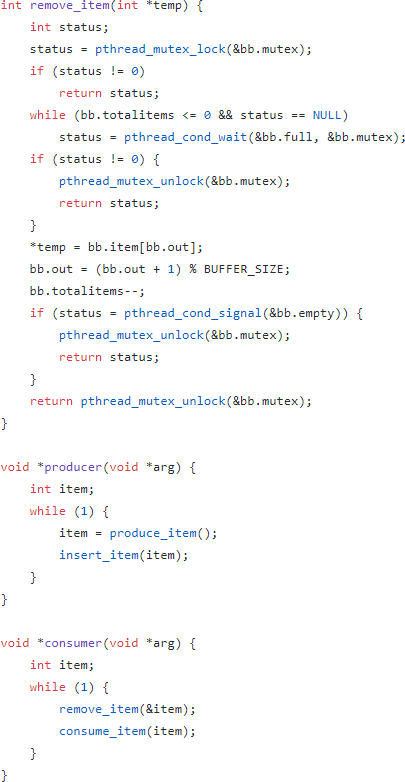 int remove_item(int *temp) {
    int status;
    status = pthread_mutex_lock(&bb.mutex);
    if (status != 0)
        return status;
    while (bb.totalitems <= 0 && status == NULL)
        status = pthread_cond_wait(&bb.full, &bb.mutex);
    if (status != 0) {
        pthread_mutex_unlock(&bb.mutex);
        return status;
    }
    *temp = bb.item[bb.out];
    bb.out = (bb.out + 1) % BUFFER_SIZE;
    bb.totalitems--;
    if (status = pthread_cond_signal(&bb.empty)) {
        pthread_mutex_unlock(&bb.mutex);
        return status;
    }
    return pthread_mutex_unlock(&bb.mutex);
}

void *producer(void *arg) {
    int item;
    while (1) {
        item = produce_item();
        insert_item(item);
    }
}

void *consumer(void *arg) {
    int item;
    while (1) {
        remove_item(&item);
        consume_item(item);
    }
}